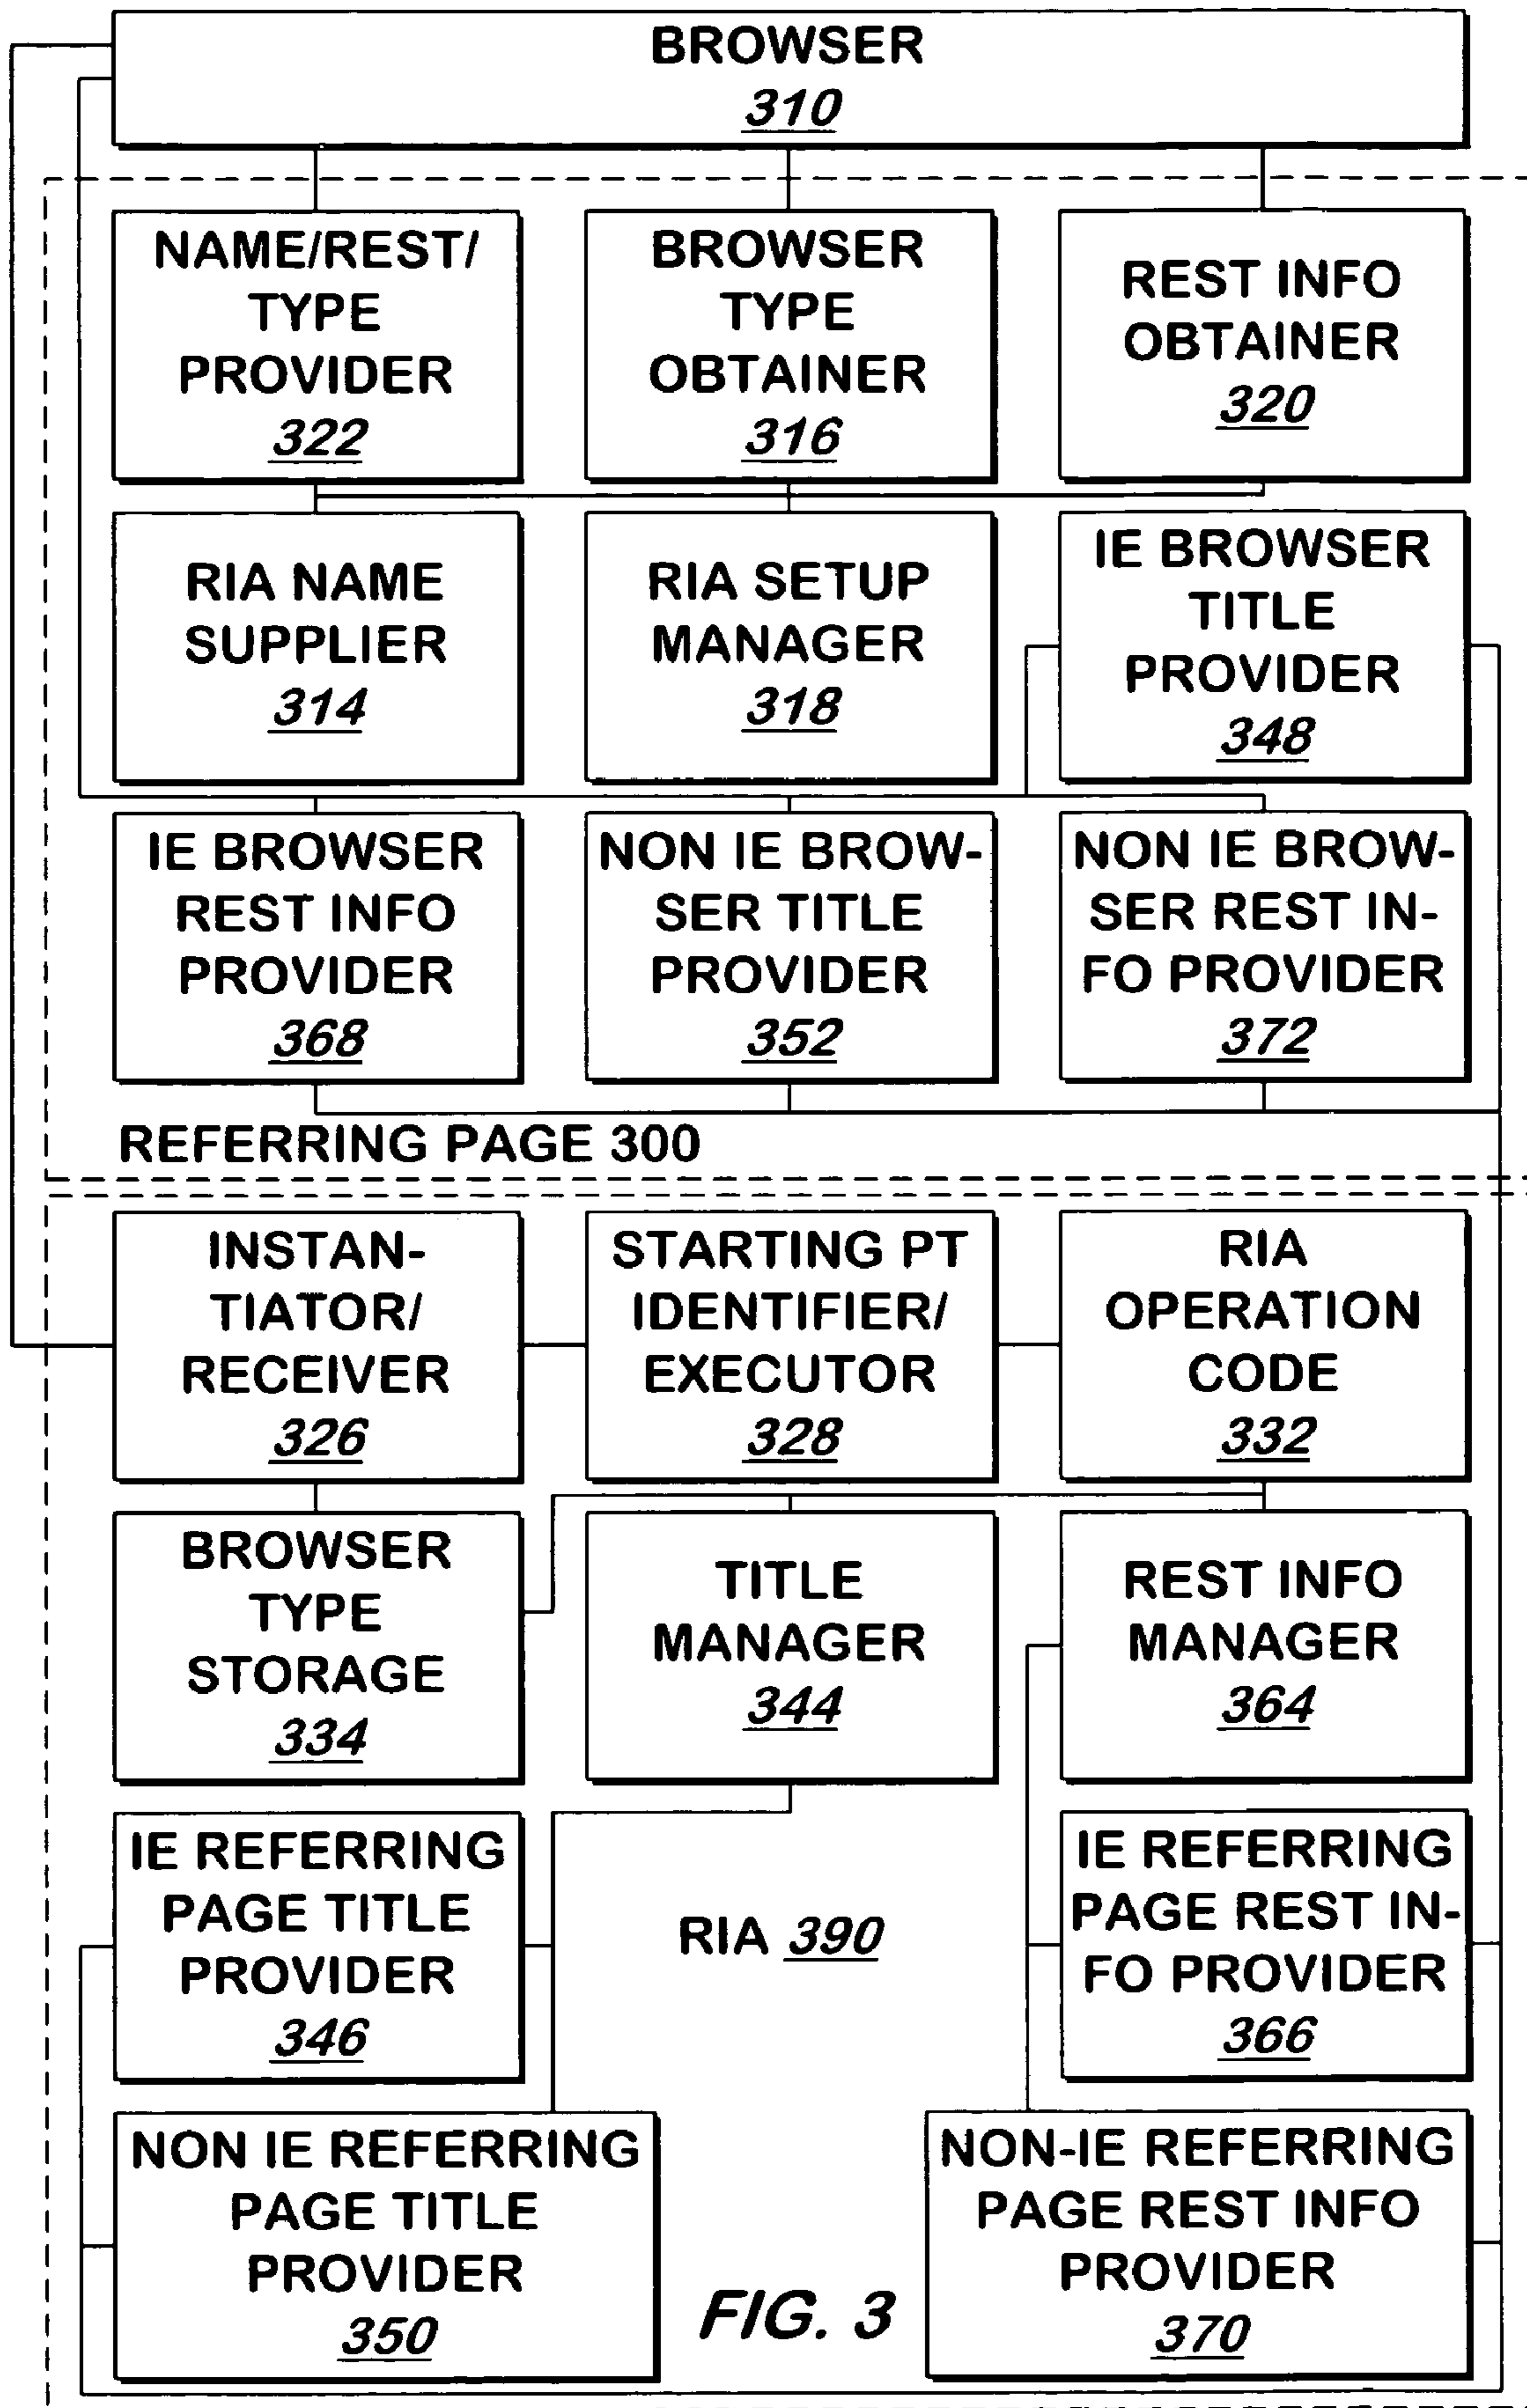 BROWSER
310
NAME/REST/
TYPE
PROVIDER
322
BROWSER
TYPE
OBTAINER
316
REST INFO
OBTAINER
320
RIA NAME
SUPPLIER
314
RIA SETUP
MANAGER
318
IE BROWSER
TITLE
PROVIDER
348
IE BROWSER
REST INFO
PROVIDER
368
NON IE BROW-
SER TITLE
PROVIDER
352
NON IE BROW-
SER REST IN-
FO PROVIDER
372
REFERRING PAGE 300
INSTAN-
TIATOR/
RECEIVER
326
STARTING PT
IDENTIFIER/
EXECUTOR
328
RIA
OPERATION
CODE
332
BROWSER
TYPE
STORAGE
334
TITLE
MANAGER
344
REST INFO
MANAGER
364
IE REFERRING
PAGE TITLE
PROVIDER
346
RIA 390
IE REFERRING
PAGE REST IN-
FO PROVIDER
366
NON IE REFERRING
PAGE TITLE
PROVIDER
350
NON-IE REFERRING
PAGE REST INFO
PROVIDER
370
FIG. 3